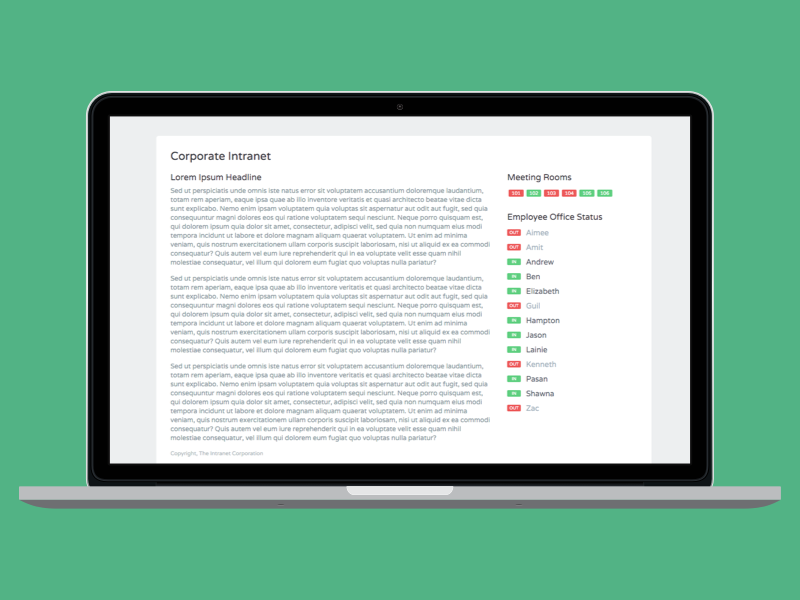 Corporate Intranet
Lorem Ipsum Headline
Sed ut perspiciatis unde omnis iste natus error sit voluptatem accusantium doloremque laudantium,
totam rem aperiam, eaque ipsa quae ab illo inventore veritatis et quasi architecto beatae vitae dicta
sunt explicabo. Nemo enim ipsam voluptatem quia voluptas sit aspernatur aut odit aut fugit, sed quia
consequuntur magni dolores eos qui ratione voluptatem sequi nesciunt. Neque porro quisquam est,
qui dolorem ipsum quia dolor sit amet, consectetur, adipisci velit, sed quia non numquam eius modi
tempora incidunt ut labore et dolore magnam aliquam quaerat voluptatem. Ut enim ad minima
veniam, quis nostrum exercitationem ullam corporis suscipit laboriosam, nisi ut aliquid ex ea commodi
consequatur? Quis autem vel eum iure reprehenderit qui in ea voluptate velit esse quam nihil
molestiae consequatur, vel illum qui dolorem eum fugiat quo voluptas nulla pariatur?
Sed ut perspiciatis unde omnis iste natus error sit voluptatem accusantium doloremque laudantium,
totam rem aperiam, eaque ipsa quae ab illo inventore veritatis et quasi architecto beatae vitae dicta
sunt explicabo. Nemo enim ipsam voluptatem quia voluptas sit aspernatur aut odit aut fugit, sed quia
consequuntur magni dolores eos qui ratione voluptatem sequi nesciunt. Neque porro quisquam est,
qui dolorem ipsum quia dolor sit amet, consectetur, adipisci velit, sed quia non numquam eius modi
tempora incidunt ut labore et dolore magnam aliquam quaerat voluptatem. Ut enim ad minima
veniam, quis nostrum exercitationem ullam corporis suscipit laboriosam, nisi ut aliquid ex ea commodi
consequatur? Quis autem vel eum iure reprehenderit qui in ea voluptate velit esse quam nihil
molestiae consequatur, vel illum qui dolorem eum fugiat quo voluptas nulla pariatur?
Sed ut perspiciatis unde omnis iste natus error sit voluptatem accusantium doloremque laudantium,
totam rem aperiam, eaque ipsa quae ab illo inventore veritatis et quasi architecto beatae vitae dicta
sunt explicabo. Nemo enim ipsam voluptatem quia voluptas sit aspernatur aut odit aut fugit, sed quia
consequuntur magni dolores eos qui ratione voluptatem sequi nesciunt. Neque porro quisquam est,
qui dolorem ipsum quia dolor sit amet, consectetur, adipisci velit, sed quia non numquam eius modi
tempora incidunt ut labore et dolore magnam aliquam quaerat voluptatem. Ut enim ad minima
veniam, quis nostrum exercitationem ullam corporis suscipit laboriosam, nisi ut aliquid ex ea commodi
consequatur? Quis autem vel eum iure reprehenderit qui in ea voluptate velit esse quam nihil
molestiae consequatur, vel illum qui dolorem eum fugiat quo voluptas nulla pariatur?
Copyright, The Intranet Corporation
Meeting Rooms
101 102 103 104 105 106
Employee Office Status
OUT Aimee
OUT Amit
IN Andrew
IN Ben
IN Elizabeth
OUT Guil
IN Hampton
IN Jason
IN Lainie
OUT Kenneth
IN Pasan
IN Shawna
OUT Zac